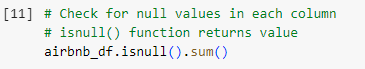 [11] # Check for null values in each column
# isnull() function returns value
airbnb_df.isnull().sum()